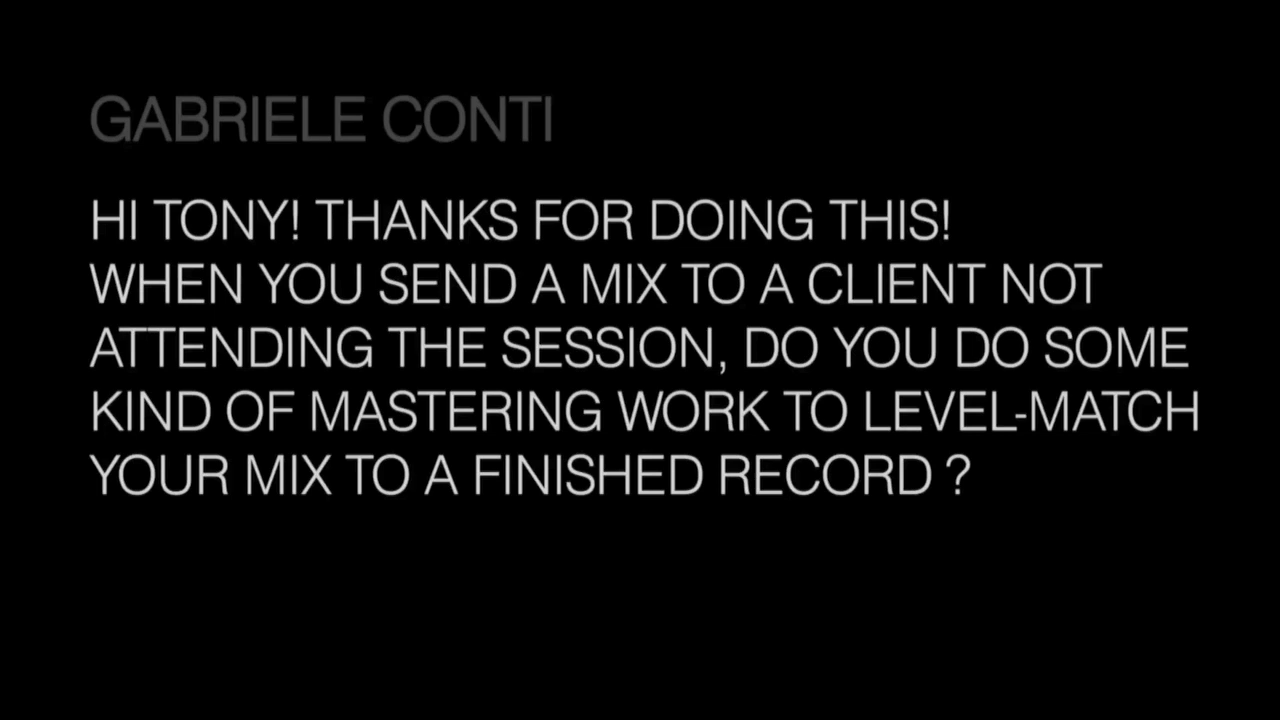 GABRIELE CONTI
HI TONY! THANKS FOR DOING THIS!
WHEN YOU SEND A MIX TO A CLIENT NOT
ATTENDING THE SESSION, DO YOU DO SOME
KIND OF MASTERING WORK TO LEVEL-MATCH
YOUR MIX TO A FINISHED RECORD ?